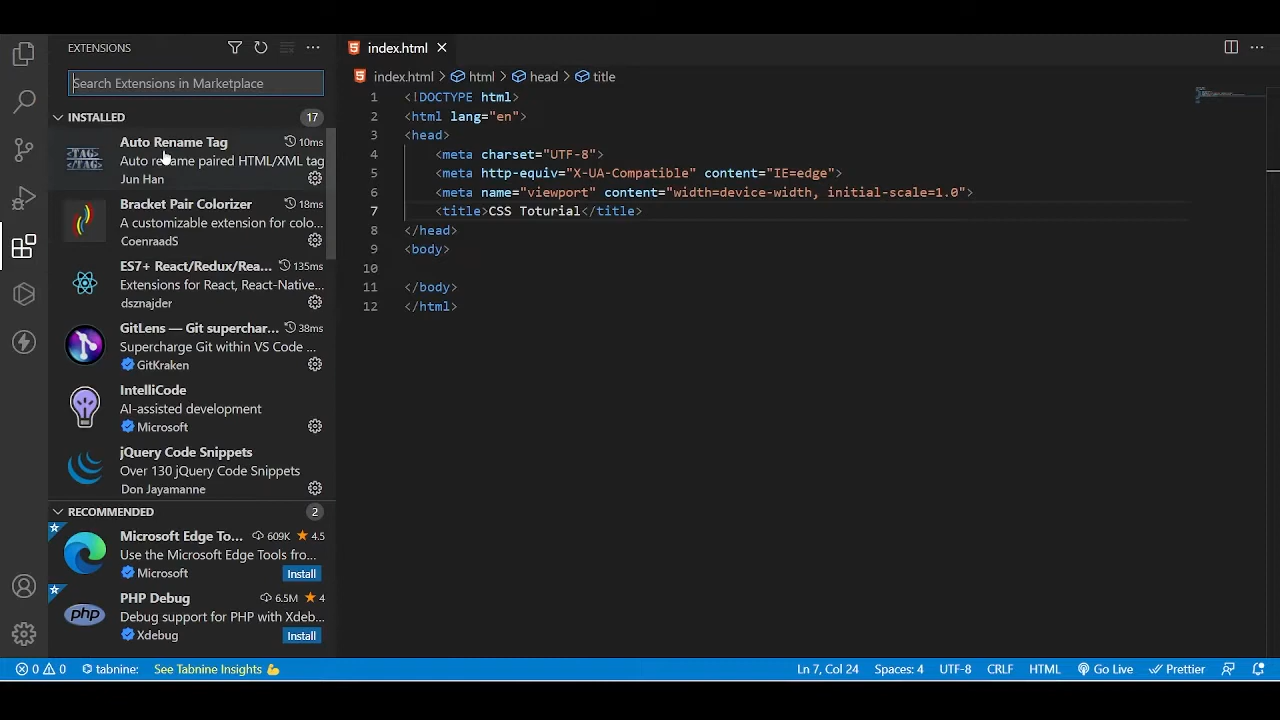 EXTENSIONS
Search Extensions in Marketplace
INSTALLED 17
Auto Rename Tag 10ms
Auto rename paired HTML/XML tag
Jun Han
Bracket Pair Colorizer 18ms
A customizable extension for colo...
CoenraadS
ES7+ React/Redux/Rea... 135ms
Extensions for React, React-Native...
dsznajder
GitLens — Git superchar... 38ms
Supercharge Git within VS Code ...
GitKraken
IntelliCode
AI-assisted development
Microsoft
jQuery Code Snippets
Over 130 jQuery Code Snippets
Don Jayamanne
RECOMMENDED 2
Microsoft Edge To... 609K 4.5
Use the Microsoft Edge Tools fro...
Microsoft Install
PHP Debug 6.5M 4
Debug support for PHP with Xdeb...
Xdebug Install
php
index.html
index.html > html > head > title
1 <!DOCTYPE html>
2 <html lang="en">
3 <head>
4 <meta charset="UTF-8">
5 <meta http-equiv="X-UA-Compatible" content="IE=edge">
6 <meta name="viewport" content="width=device-width, initial-scale=1.0">
7 <title>CSS Toturial</title>
8 </head>
9 <body>
10
11 </body>
12 </html>
0 0 tabnine: See Tabnine Insights Ln 7, Col 24 Spaces: 4 UTF-8 CRLF HTML Go Live Prettier